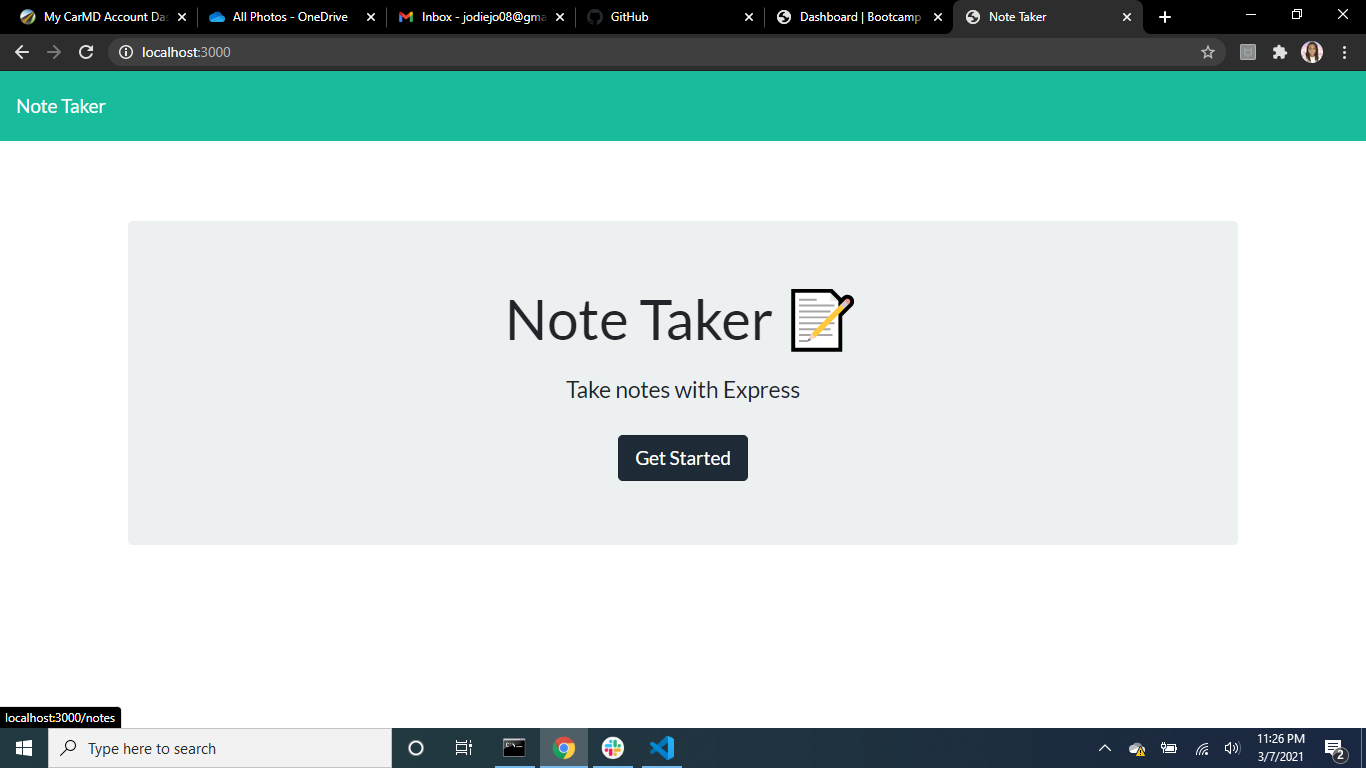 My CarMD Account Da
All Photos - OneDrive
Inbox - jodiejo08@gma
GitHub
Dashboard | Bootcamp
Note Taker
localhost:3000
Note Taker
Note Taker
Take notes with Express
Get Started
localhost:3000/notes
Type here to search
11:26 PM
3/7/2021
2